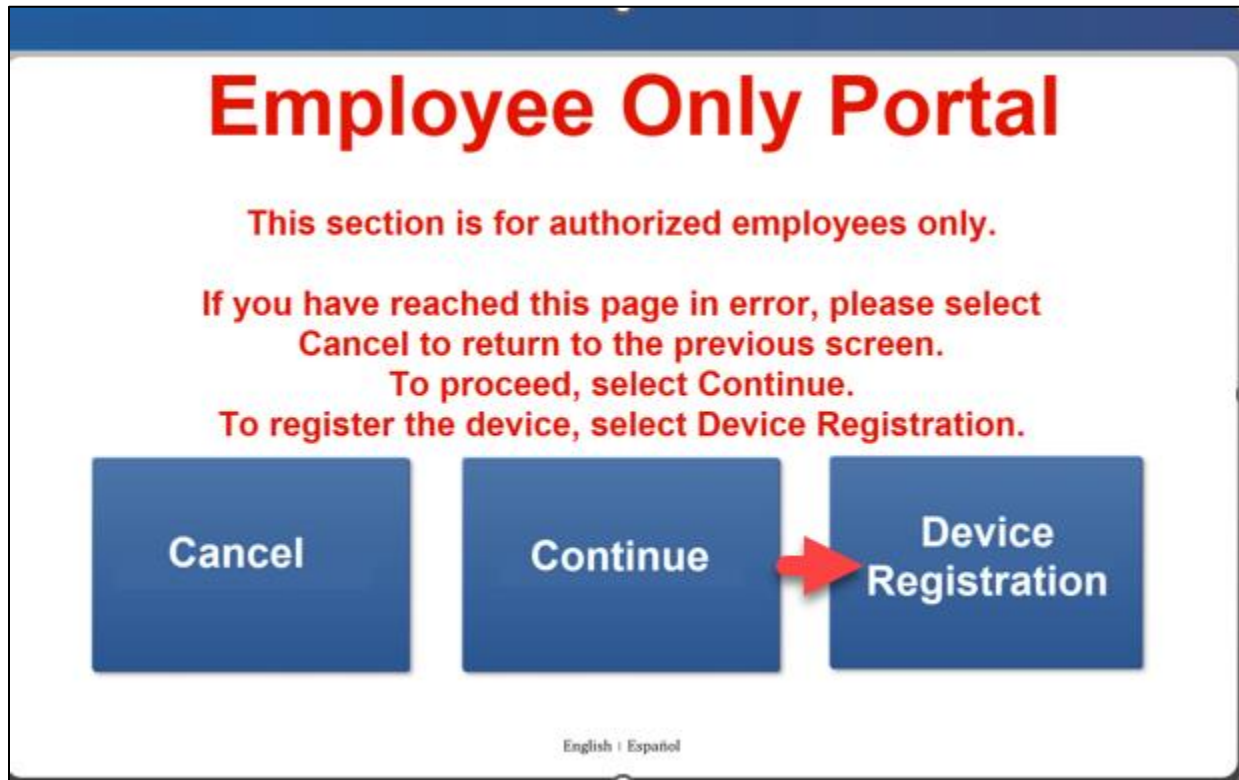 Employee Only Portal
This section is for authorized employees only.
If you have reached this page in error, please select
Cancel to return to the previous screen.
To proceed, select Continue.
To register the device, select Device Registration.
Cancel
Continue
Device
Registration
English | Español